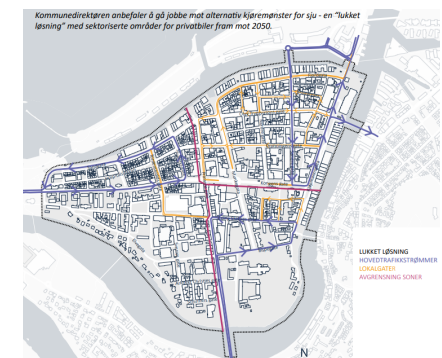 Kommunedirektøren anbefaler å gå jobbe mot alternativ kjøremønster for sju - en "lukket
løsning" med sektoriserte områder for privatbiler fram mot 2050.
LUKKET LØSNING
HOVEDTRAFIKKSTRØMMER
LOKALGATER
AVGRENSNING SONER
N